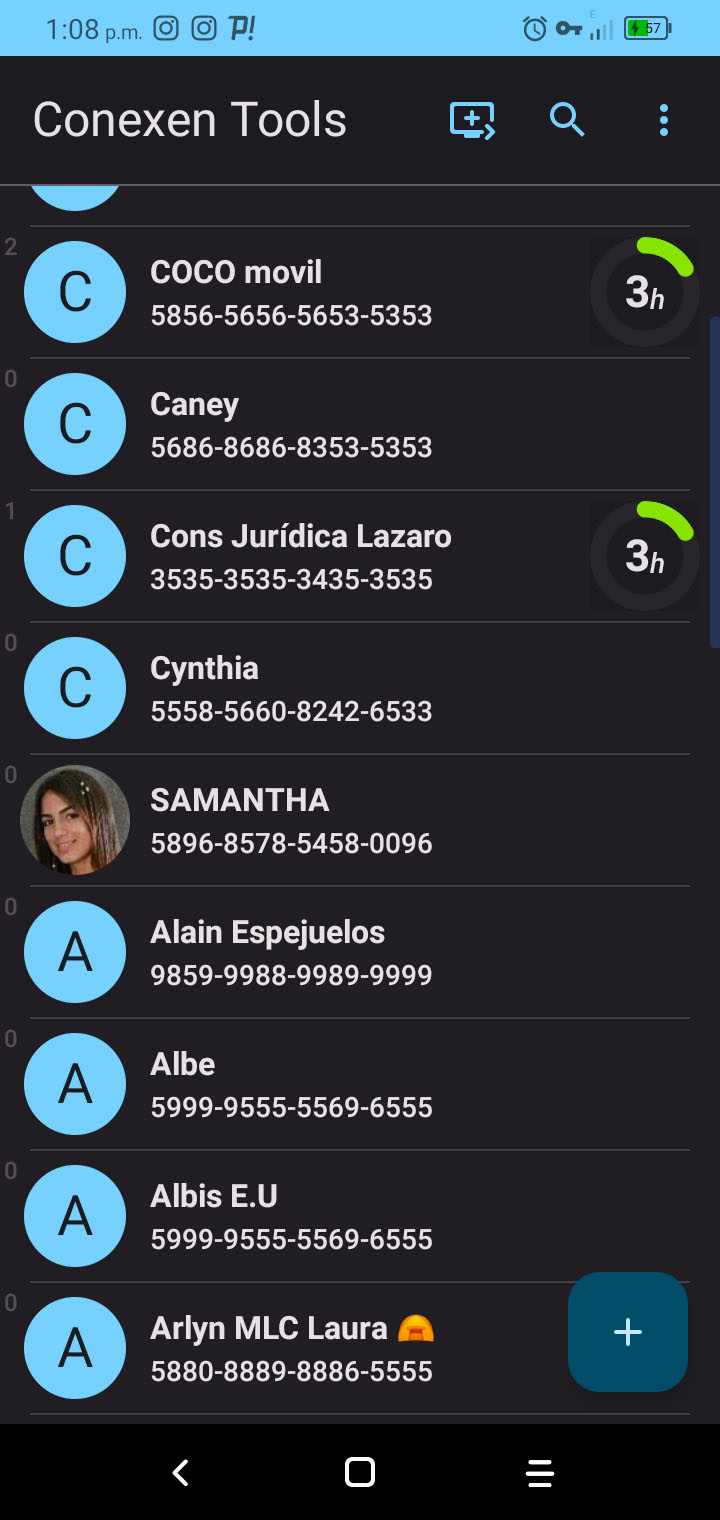 1:08 p.m. P! E 57
Conexen Tools
2
C COCO movil 3h
5856-5656-5653-5353
0
C Caney
5686-8686-8353-5353
1
C Cons Jurídica Lazaro 3h
3535-3535-3435-3535
0
C Cynthia
5558-5660-8242-6533
0
SAMANTHA
5896-8578-5458-0096
0
A Alain Espejuelos
9859-9988-9989-9999
0
A Albe
5999-9555-5569-6555
0
A Albis E.U
5999-9555-5569-6555
0
A Arlyn MLC Laura
5880-8889-8886-5555